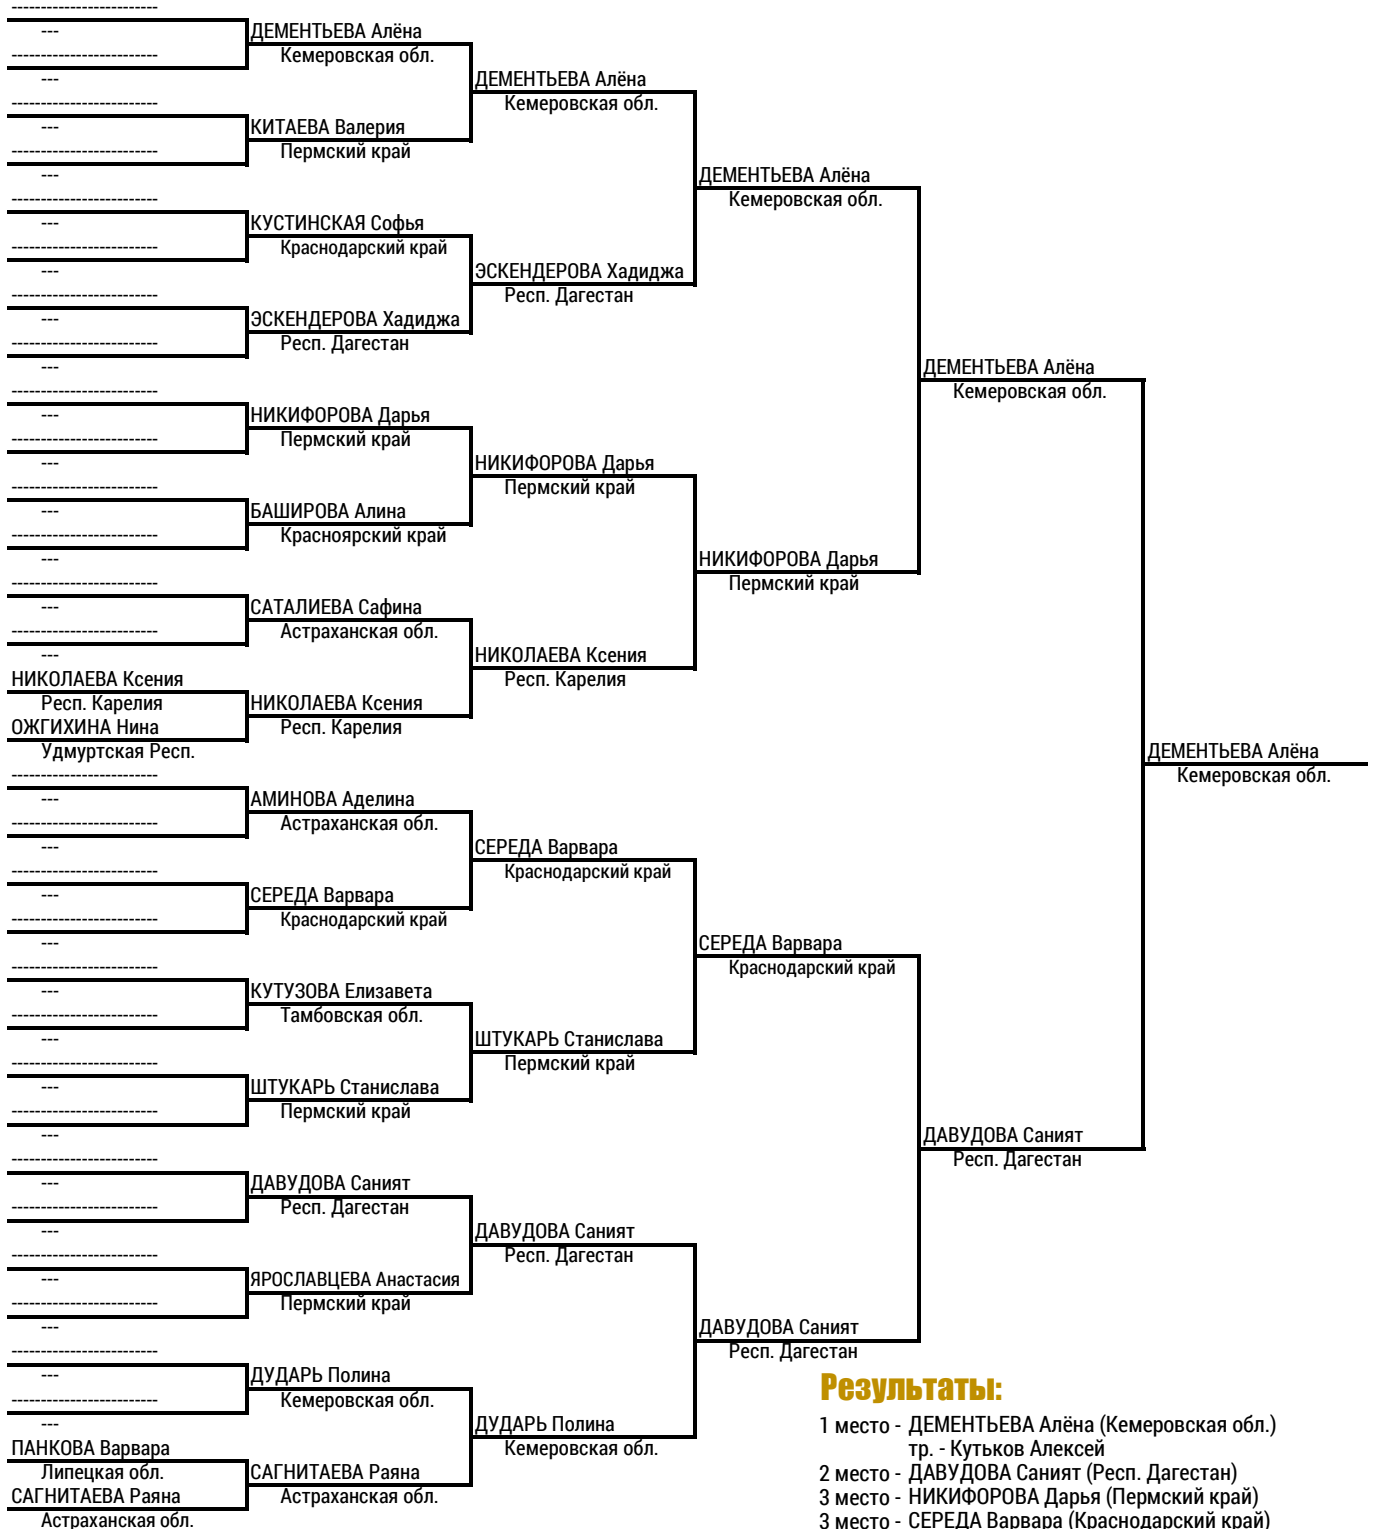 --------------------------
---
--------------------------
---
--------------------------
---
--------------------------
---
--------------------------
---
--------------------------
---
--------------------------
---
--------------------------
---
--------------------------
---
--------------------------
---
--------------------------
---
--------------------------
---
--------------------------
---
--------------------------
---
НИКОЛАЕВА Ксения
Респ. Карелия
ОЖГИХИНА Нина
Удмуртская Респ.
--------------------------
---
--------------------------
---
--------------------------
---
--------------------------
---
--------------------------
---
--------------------------
---
--------------------------
---
--------------------------
---
--------------------------
---
--------------------------
---
--------------------------
---
--------------------------
---
--------------------------
---
--------------------------
---
ПАНКОВА Варвара
Липецкая обл.
САГНИТАЕВА Раяна
Астраханская обл.
ДЕМЕНТЬЕВА Алёна
Кемеровская обл.
КИТАЕВА Валерия
Пермский край
КУСТИНСКАЯ Софья
Краснодарский край
ЭСКЕНДЕРОВА Хадиджа
Респ. Дагестан
НИКИФОРОВА Дарья
Пермский край
БАШИРОВА Алина
Красноярский край
САТАЛИЕВА Сафина
Астраханская обл.
НИКОЛАЕВА Ксения
Респ. Карелия
АМИНОВА Аделина
Астраханская обл.
СЕРЕДА Варвара
Краснодарский край
КУТУЗОВА Елизавета
Тамбовская обл.
ШТУКАРЬ Станислава
Пермский край
ДАВУДОВА Саният
Респ. Дагестан
ЯРОСЛАВЦЕВА Анастасия
Пермский край
ДУДАРЬ Полина
Кемеровская обл.
САГНИТАЕВА Раяна
Астраханская обл.
ДЕМЕНТЬЕВА Алёна
Кемеровская обл.
ЭСКЕНДЕРОВА Хадиджа
Респ. Дагестан
НИКИФОРОВА Дарья
Пермский край
НИКОЛАЕВА Ксения
Респ. Карелия
СЕРЕДА Варвара
Краснодарский край
ШТУКАРЬ Станислава
Пермский край
ДАВУДОВА Саният
Респ. Дагестан
ДУДАРЬ Полина
Кемеровская обл.
ДЕМЕНТЬЕВА Алёна
Кемеровская обл.
НИКИФОРОВА Дарья
Пермский край
СЕРЕДА Варвара
Краснодарский край
ДАВУДОВА Саният
Респ. Дагестан
ДЕМЕНТЬЕВА Алёна
Кемеровская обл.
ДАВУДОВА Саният
Респ. Дагестан
ДЕМЕНТЬЕВА Алёна
Кемеровская обл.
Результаты:
1 место - ДЕМЕНТЬЕВА Алёна (Кемеровская обл.)
тр. - Кутьков Алексей
2 место - ДАВУДОВА Саният (Респ. Дагестан)
3 место - НИКИФОРОВА Дарья (Пермский край)
3 место - СЕРЕДА Варвара (Краснодарский край)